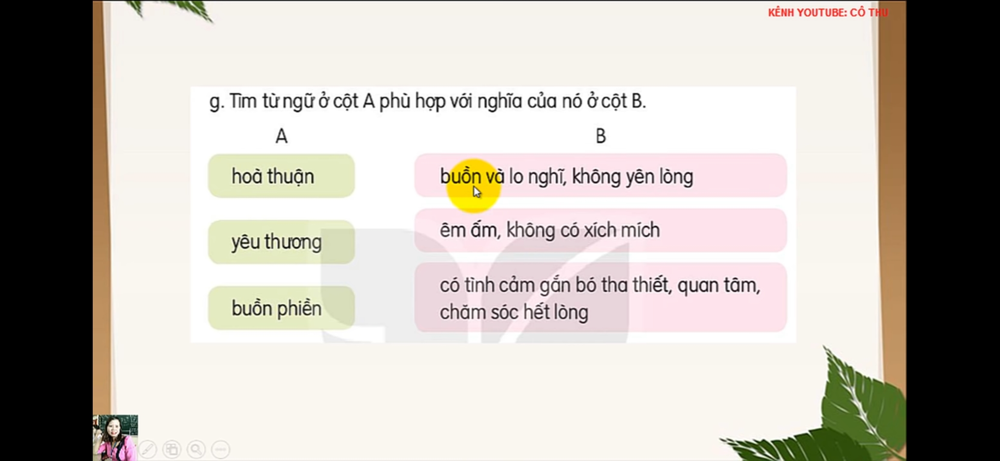 KÊNH YOUTUBE: CÔ THU
g. Tìm từ ngữ ở cột A phù hợp với nghĩa của nó ở cột B.
A
B
hoà thuận
buồn và lo nghĩ, không yên lòng
yêu thương
êm ấm, không có xích mích
buồn phiền
có tình cảm gắn bó tha thiết, quan tâm,
chăm sóc hết lòng